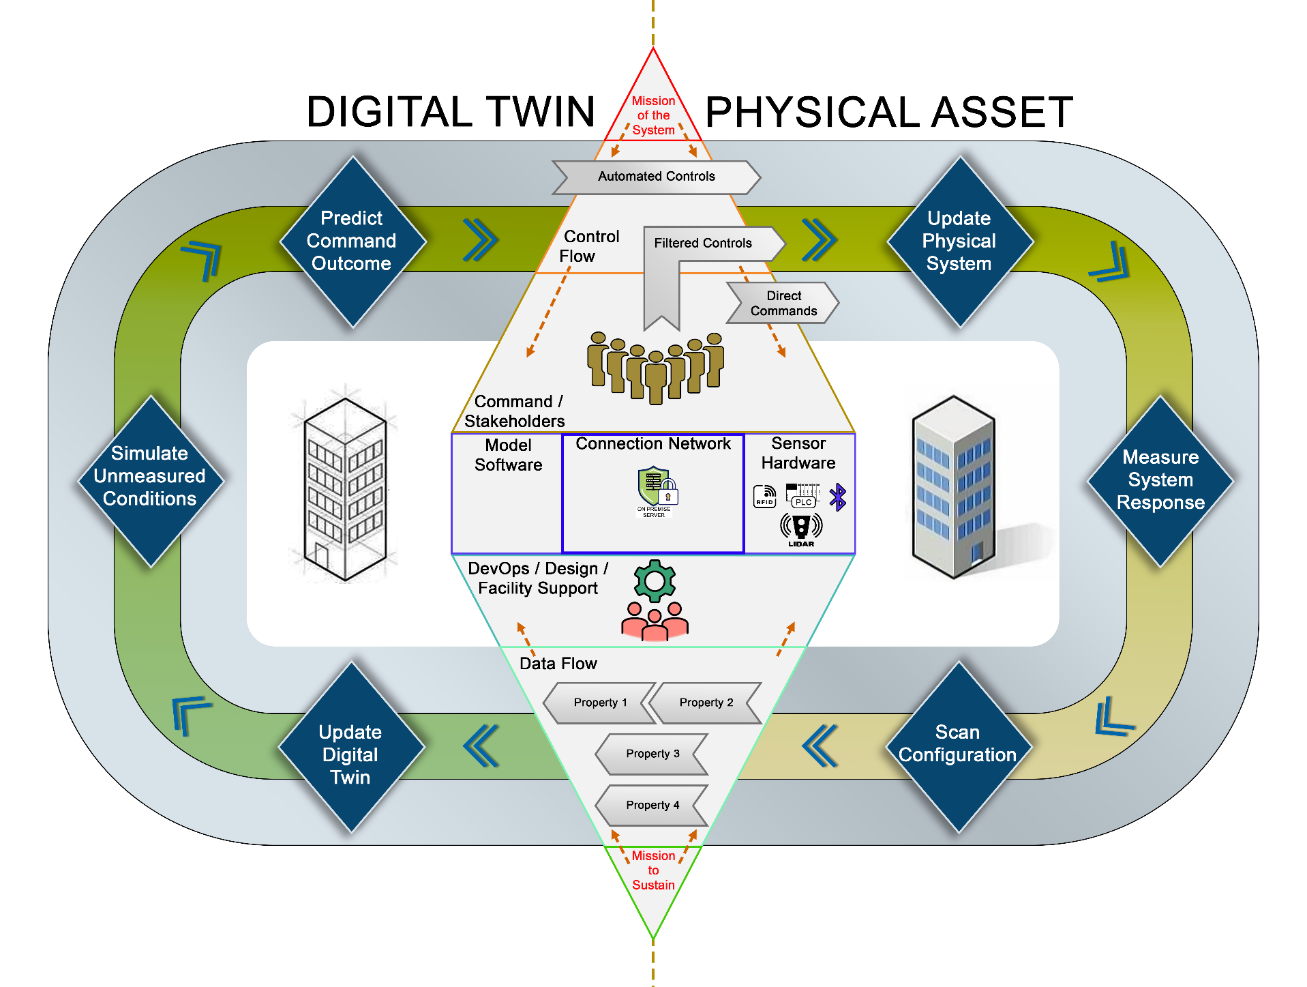 DIGITAL TWIN
PHYSICAL ASSET
Mission
of the
System
Automated Controls
Predict
Command
Outcome
Control
Flow
Filtered Controls
Update
Physical
System
Direct
Commands
Command /
Stakeholders
Model
Software
Connection Network
Sensor
Hardware
Simulate
Unmeasured
Conditions
ON PREMISE
SERVER
RFID
PLC
LIDAR
Measure
System
Response
DevOps / Design /
Facility Support
Data Flow
Property 1
Property 2
Update
Digital
Twin
Property 3
Scan
Configuration
Property 4
Mission
to
Sustain